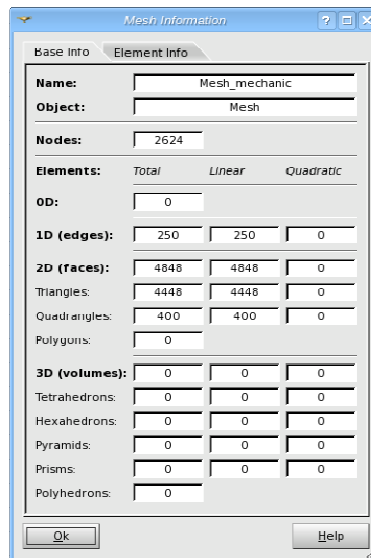 Mesh Information
Base Info Element Info
Name: Mesh_mechanic
Object: Mesh
Nodes: 2624
Elements: Total Linear Quadratic
0D: 0
1D (edges): 250 250 0
2D (faces): 4848 4848 0
Triangles: 4448 4448 0
Quadrangles: 400 400 0
Polygons: 0
3D (volumes): 0 0 0
Tetrahedrons: 0 0 0
Hexahedrons: 0 0 0
Pyramids: 0 0 0
Prisms: 0 0 0
Polyhedrons: 0
Ok Help